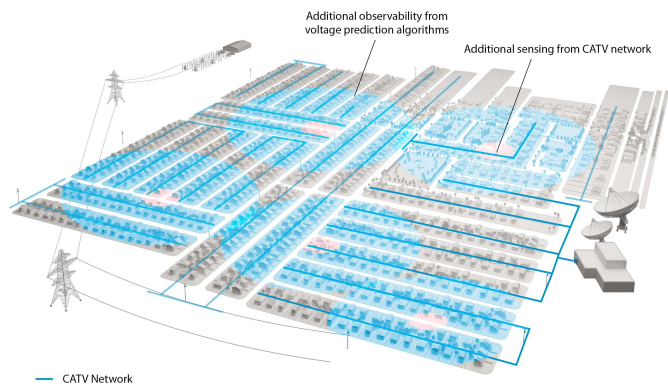 Additional observability from
voltage prediction algorithms
Additional sensing from CATV network
CATV Network